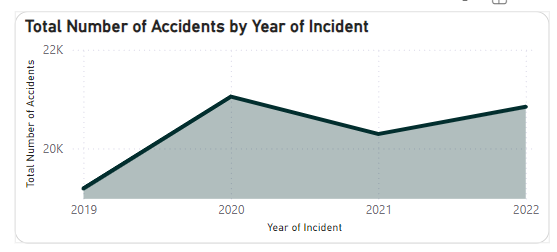 Total Number of Accidents by Year of Incident
22K
20K
Total Number of Accidents
2019 2020 2021 2022
Year of Incident